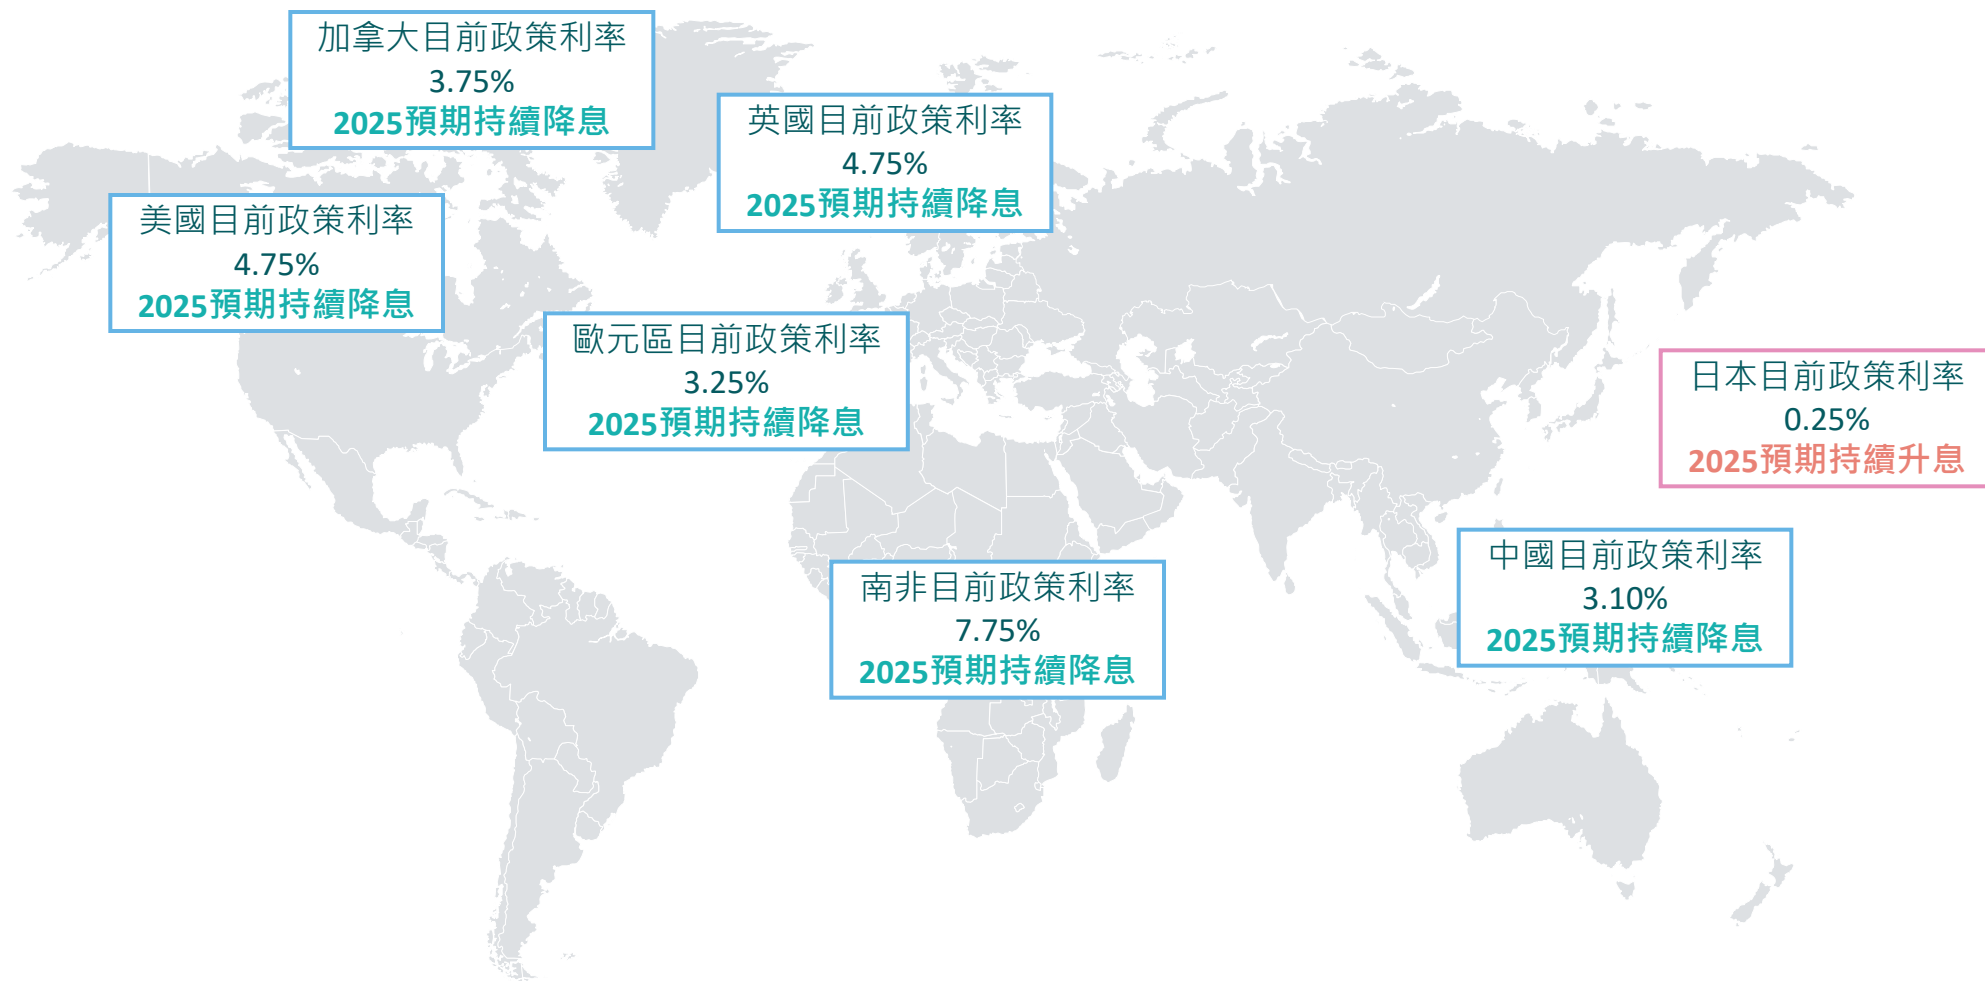 加拿大目前政策利率
3.75%
2025預期持續降息
英國目前政策利率
4.75%
2025預期持續降息
美國目前政策利率
4.75%
2025預期持續降息
歐元區目前政策利率
3.25%
2025預期持續降息
日本目前政策利率
0.25%
2025預期持續升息
中國目前政策利率
3.10%
2025預期持續降息
南非目前政策利率
7.75%
2025預期持續降息